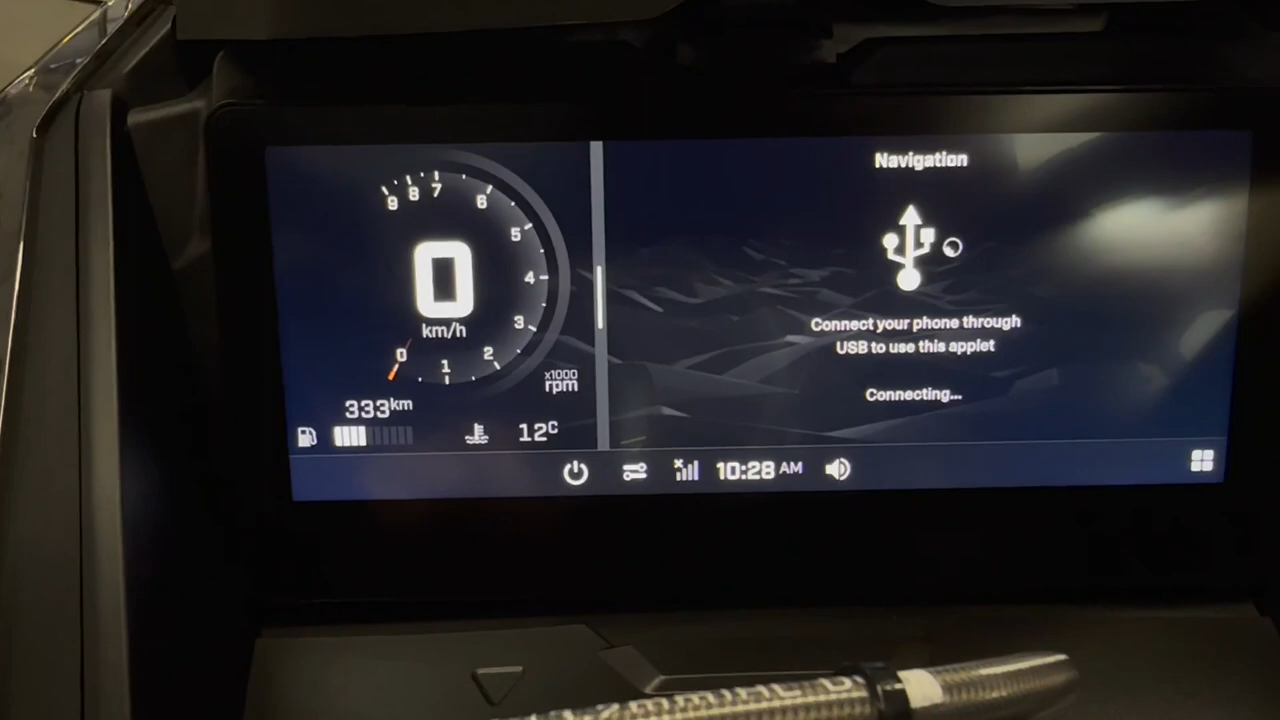 Navigation
9
8
7
6
5
4
3
2
1
0
0
km/h
x1000
rpm
333km
12C
Connect your phone through
USB to use this applet
Connecting...
10:28 AM